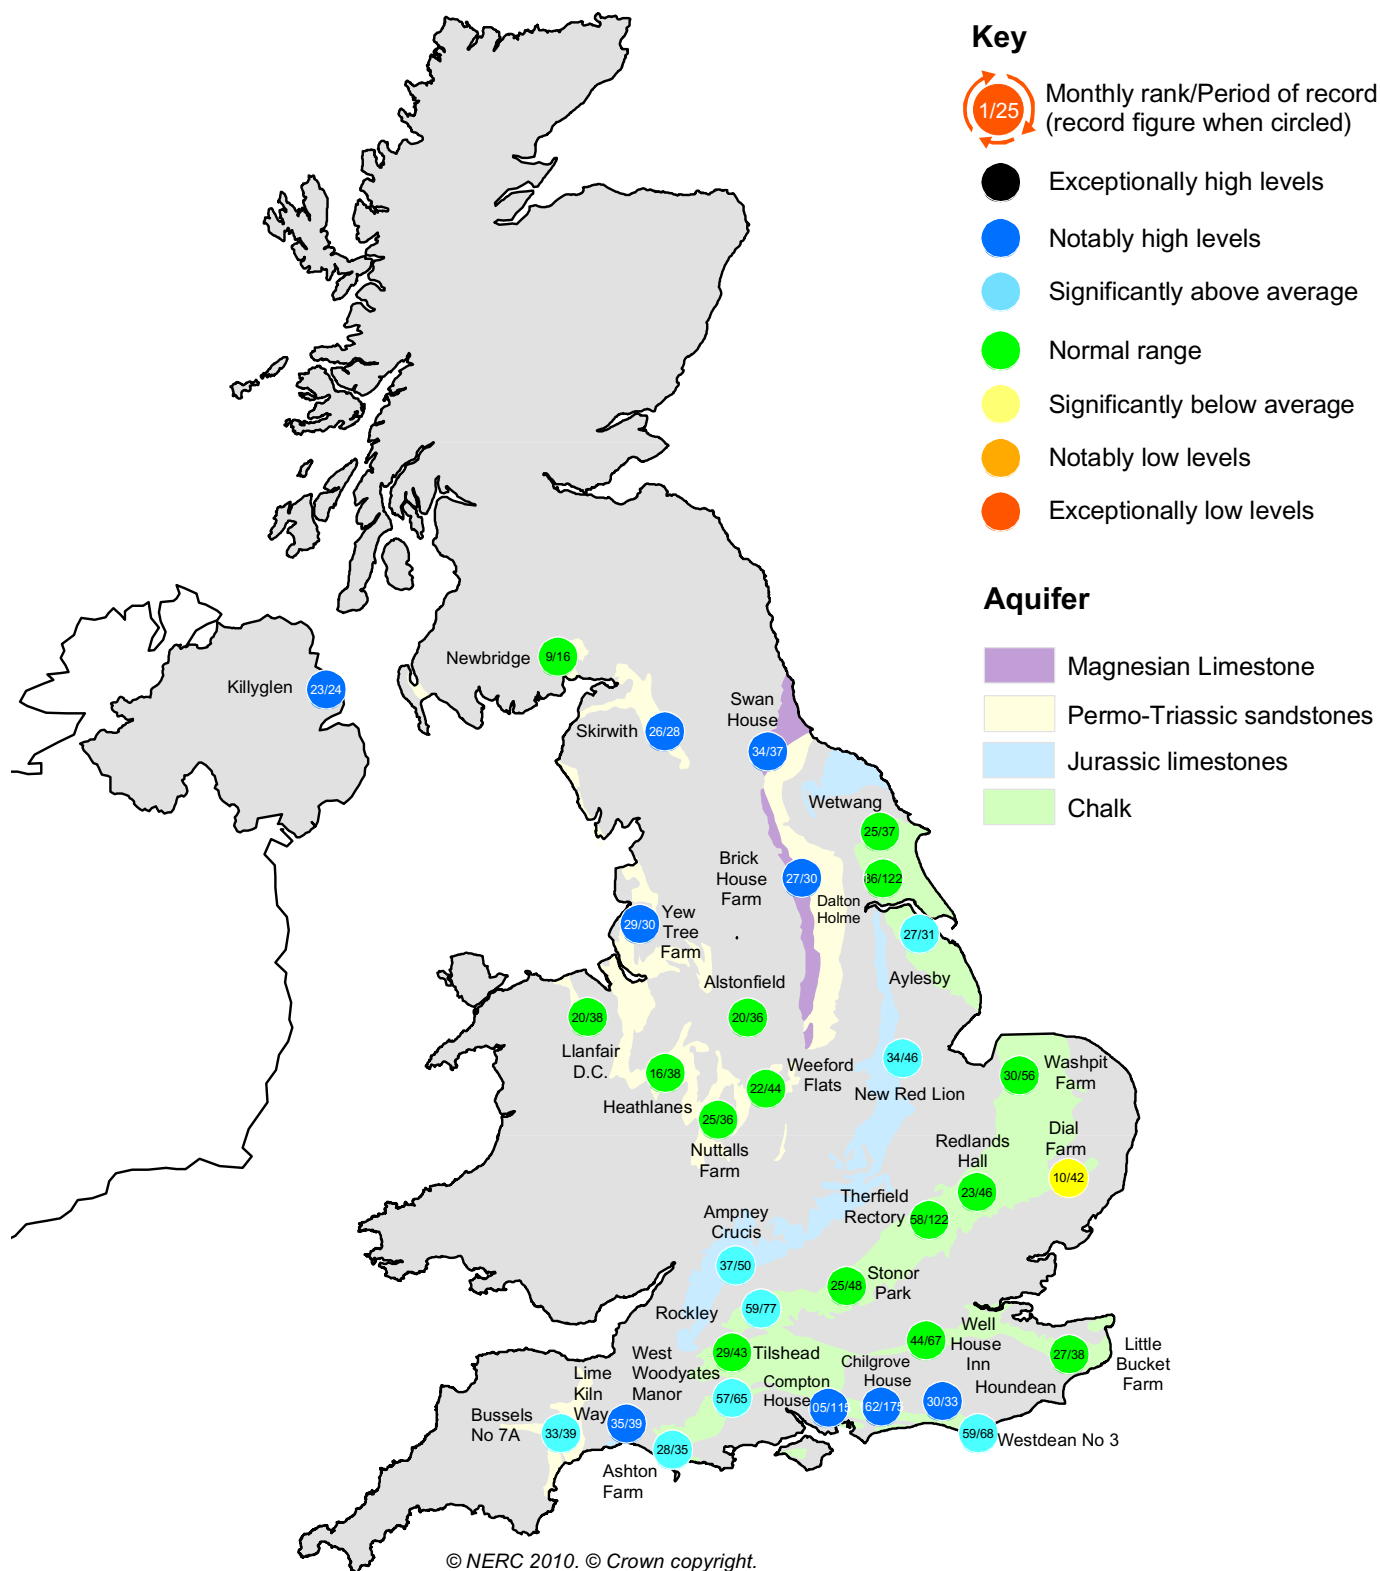 Key
1/25
Monthly rank/Period of record
(record figure when circled)
Exceptionally high levels
Notably high levels
Significantly above average
Normal range
Significantly below average
Notably low levels
Exceptionally low levels
Aquifer
Magnesian Limestone
Permo-Triassic sandstones
Jurassic limestones
Chalk
Newbridge
9/16
Killyglen
23/24
Skirwith
26/28
Swan
House
34/37
Wetwang
25/37
Brick
House
Farm
27/30
86/122
Dalton
Holme
Yew
Tree
Farm
29/30
27/31
Aylesby
Alstonfield
20/36
20/38
Llanfair
D.C.
16/38
Heathlanes
Weeford
Flats
22/44
25/36
Nuttalls
Farm
34/46
New Red Lion
30/56
Washpit
Farm
Dial
Farm
10/42
Redlands
Hall
23/46
Therfield
Rectory
58/122
Ampney
Crucis
37/50
Stonor
Park
25/48
Rockley
59/77
Well
House
Inn
44/67
27/38
Little
Bucket
Farm
29/43
Tilshead
West
Woodyates
Manor
57/65
Compton
House
05/115
Chilgrove
House
62/175
30/33
Houndean
59/68
Westdean No 3
Lime
Kiln
Way
35/39
Bussels
No 7A
33/39
28/35
Ashton
Farm
© NERC 2010. © Crown copyright.